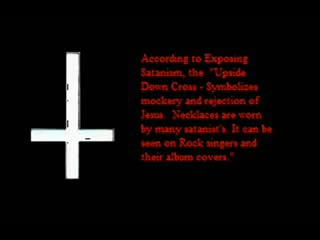 According to Exposing
Satanism, the "Upside
Down Cross - Symbolizes
mockery and rejection of
Jesus. Necklaces are worn
by many satanist's. It can be
seen on Rock singers and
their album covers."